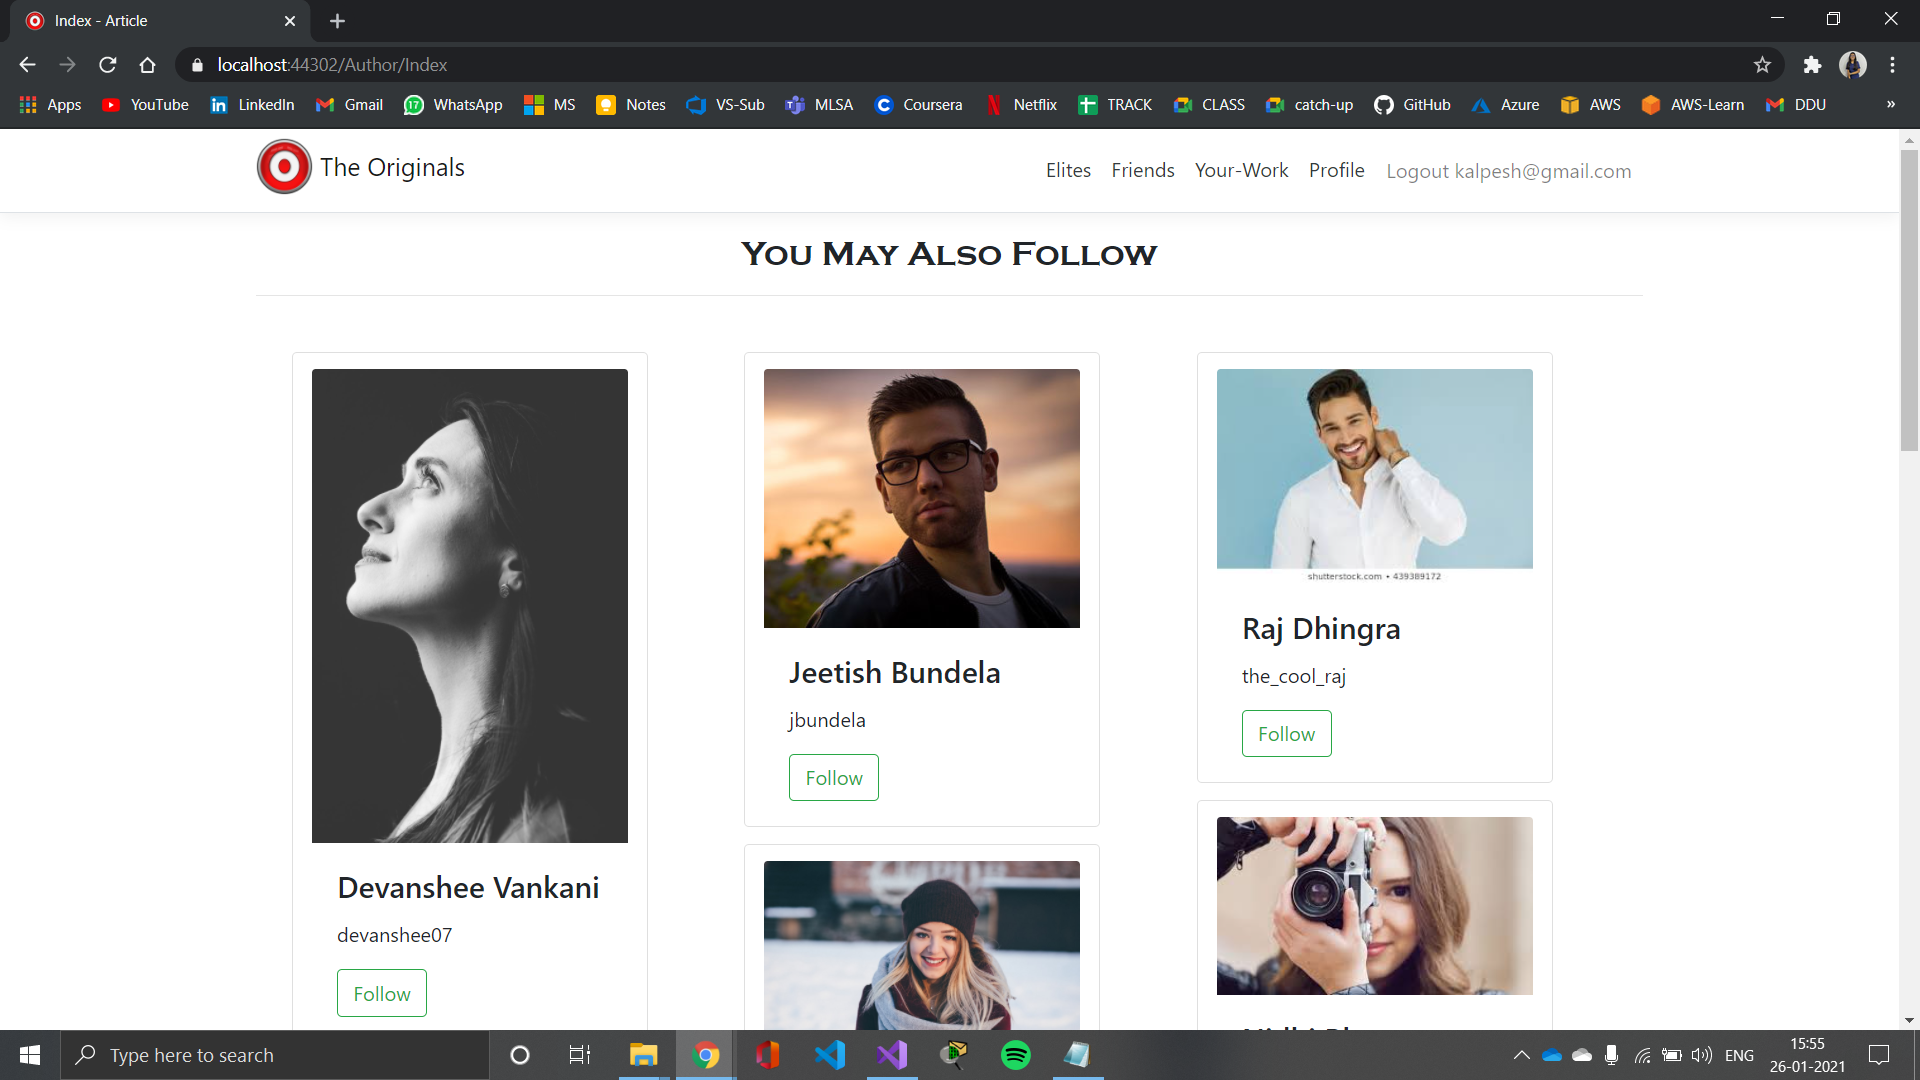 Index - Article
localhost:44302/Author/Index
Apps YouTube LinkedIn Gmail 17 WhatsApp MS Notes VS-Sub MLSA Coursera Netflix TRACK CLASS catch-up GitHub Azure AWS AWS-Learn DDU »
The Originals Elites Friends Your-Work Profile Logout kalpesh@gmail.com
You May Also Follow
Devanshee Vankani
devanshee07
Follow
Jeetish Bundela
jbundela
Follow
shutterstock.com • 439389172
Raj Dhingra
the_cool_raj
Follow
Type here to search
ENG
15:55
26-01-2021